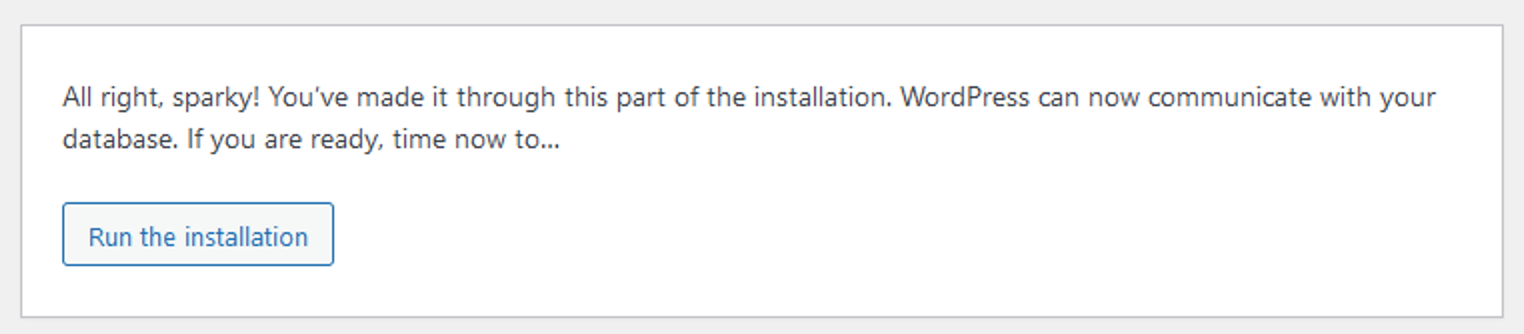 All right, sparky! You’ve made it through this part of the installation. WordPress can now communicate with your
database. If you are ready, time now to…
Run the installation